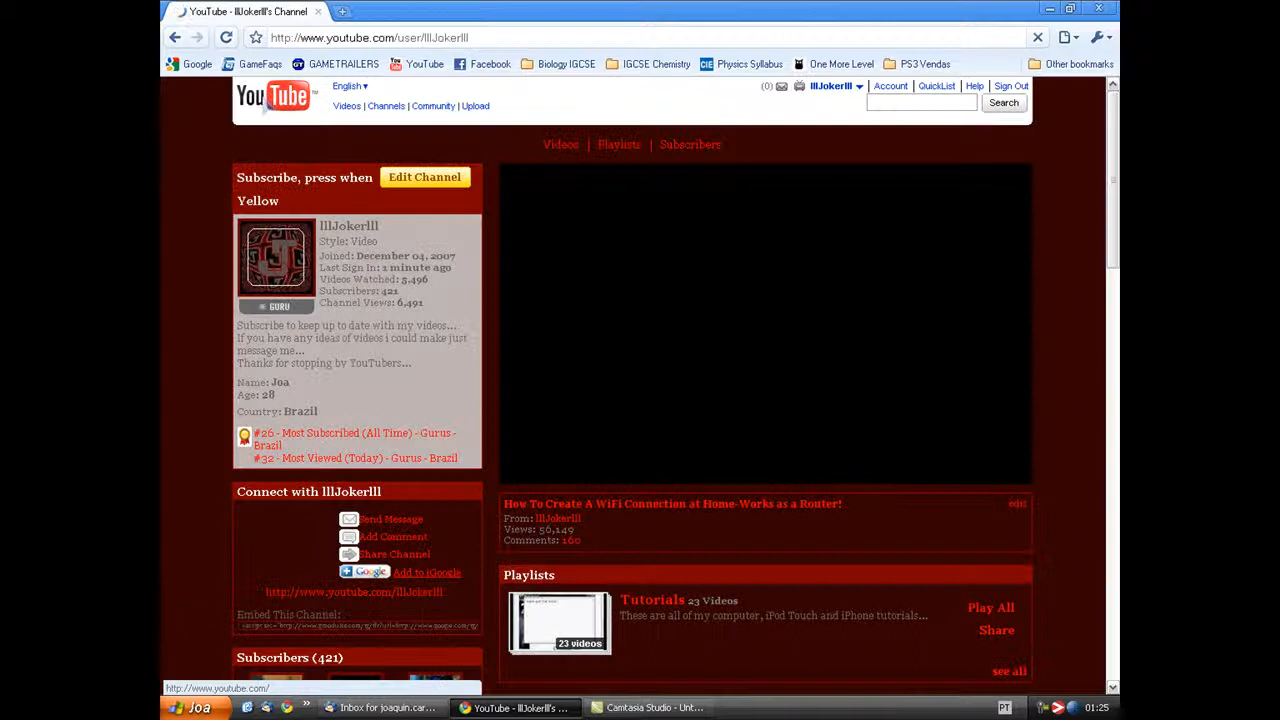 YouTube - lllJokerlll's Channel
http://www.youtube.com/user/lllJokerlll
Google GameFaqs GAMETRAILERS YouTube Facebook Biology IGCSE IGCSE Chemistry Physics Syllabus One More Level PS3 Vendas Other bookmarks
YouTube
English
(0) lllJokerlll | Account | QuickList | Help | Sign Out
Videos | Channels | Community | Upload
Search
Videos | Playlists | Subscribers
Subscribe, press when Yellow
Edit Channel
lllJokerlll
Style: Video
Joined: December 04, 2007
Last Sign In: 1 minute ago
Videos Watched: 5,496
Subscribers: 421
Channel Views: 6,491
J
GURU
Subscribe to keep up to date with my videos...
If you have any ideas of videos i could make just
message me...
Thanks for stopping by YouTubers...
Name: Joa
Age: 28
Country: Brazil
#26 - Most Subscribed (All Time) - Gurus -
Brazil
#32 - Most Viewed (Today) - Gurus - Brazil
Connect with lllJokerlll
Send Message
Add Comment
Share Channel
Google Add to iGoogle
http://www.youtube.com/lllJokerlll
Embed This Channel:
Subscribers (421)
How To Create A WiFi Connection at Home-Works as a Router!
edit
From: lllJokerlll
Views: 56,149
Comments: 160
Playlists
Tutorials 23 Videos
These are all of my computer, iPod Touch and iPhone tutorials...
23 videos
Play All
Share
see all
http://www.youtube.com/
Joa
Inbox for joaquin.car...
YouTube - lllJokerlll's ...
Camtasia Studio - Unt...
PT
01:25